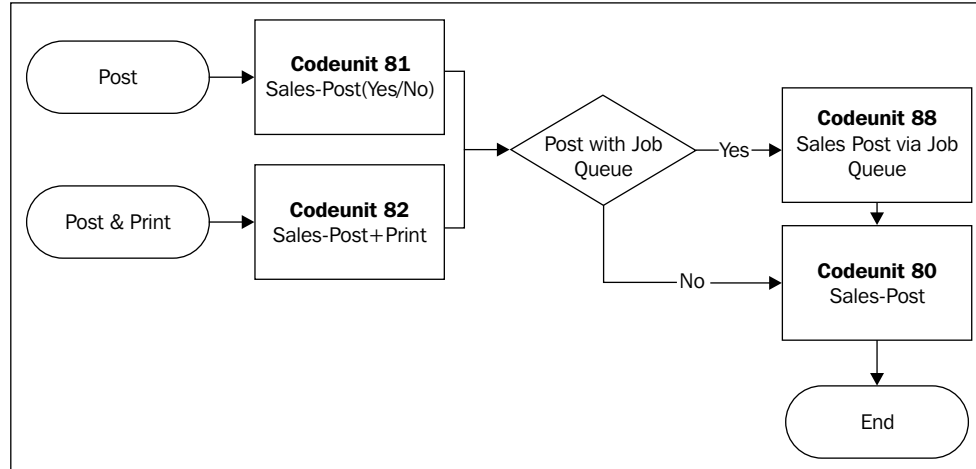 Post
Codeunit 81
Sales-Post(Yes/No)
Post & Print
Codeunit 82
Sales-Post+Print
Post with Job
Queue
Yes
No
Codeunit 88
Sales Post via Job
Queue
Codeunit 80
Sales-Post
End